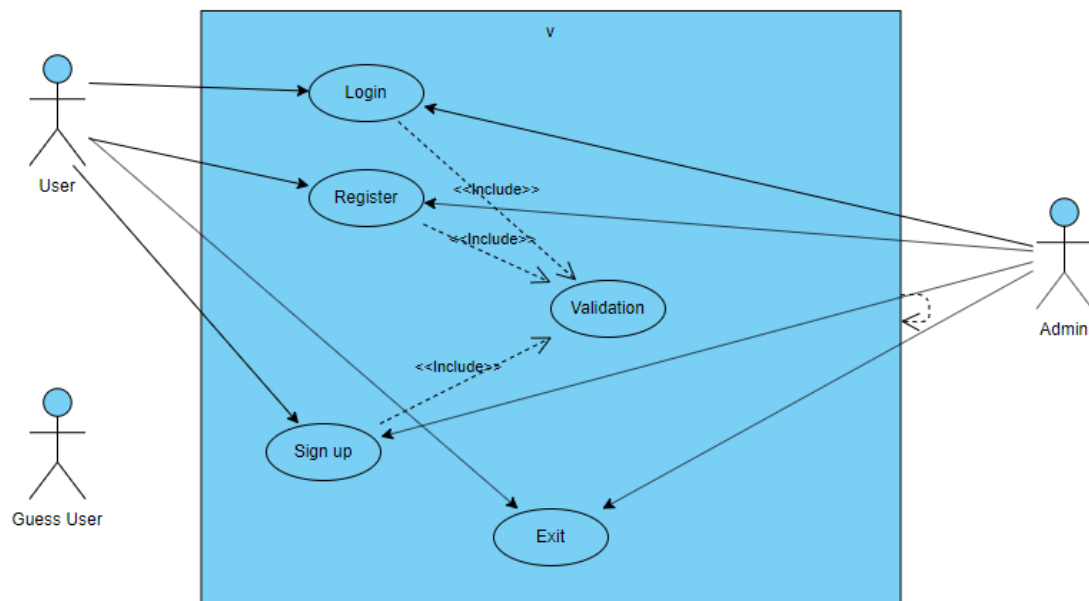 v
Login
User
Register
<<Include>>
<<Include>>
Validation
Admin
<<Include>>
Sign up
Guess User
Exit